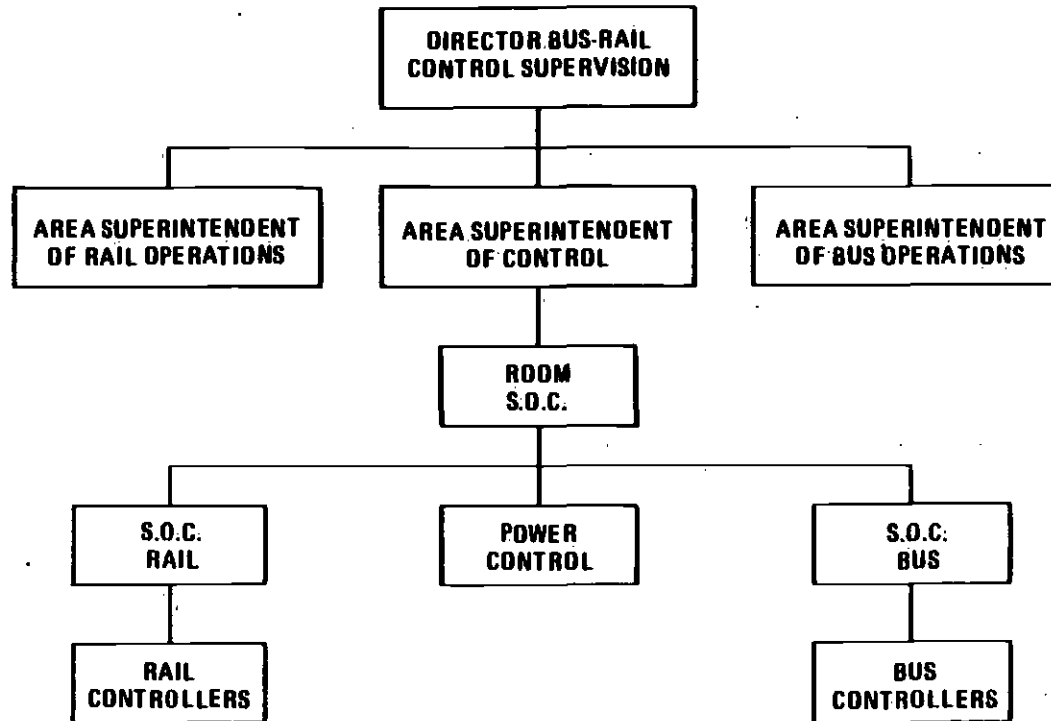 DIRECTOR BUS-RAIL
CONTROL SUPERVISION
AREA SUPERINTENDENT
OF RAIL OPERATIONS
AREA SUPERINTENDENT
OF CONTROL
AREA SUPERINTENDENT
OF BUS OPERATIONS
ROOM
S.O.C.
S.O.C.
RAIL
POWER
CONTROL
S.O.C.
BUS
RAIL
CONTROLLERS
BUS
CONTROLLERS